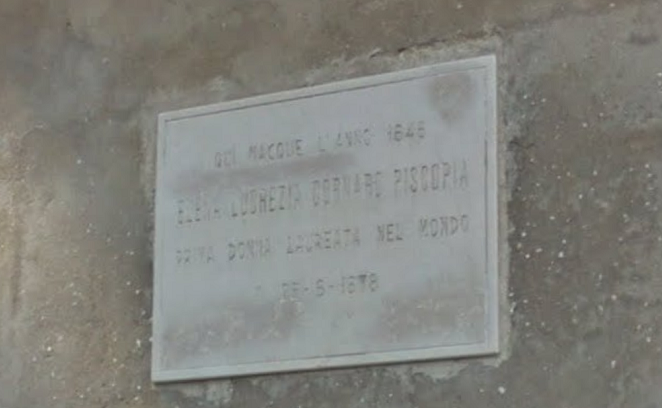 QUI NACQUE L'ANNO 1646
ELENA LUCREZIA CORNARO PISCOPIA
PRIMA DONNA LAUREATA NEL MONDO
25-6-1678